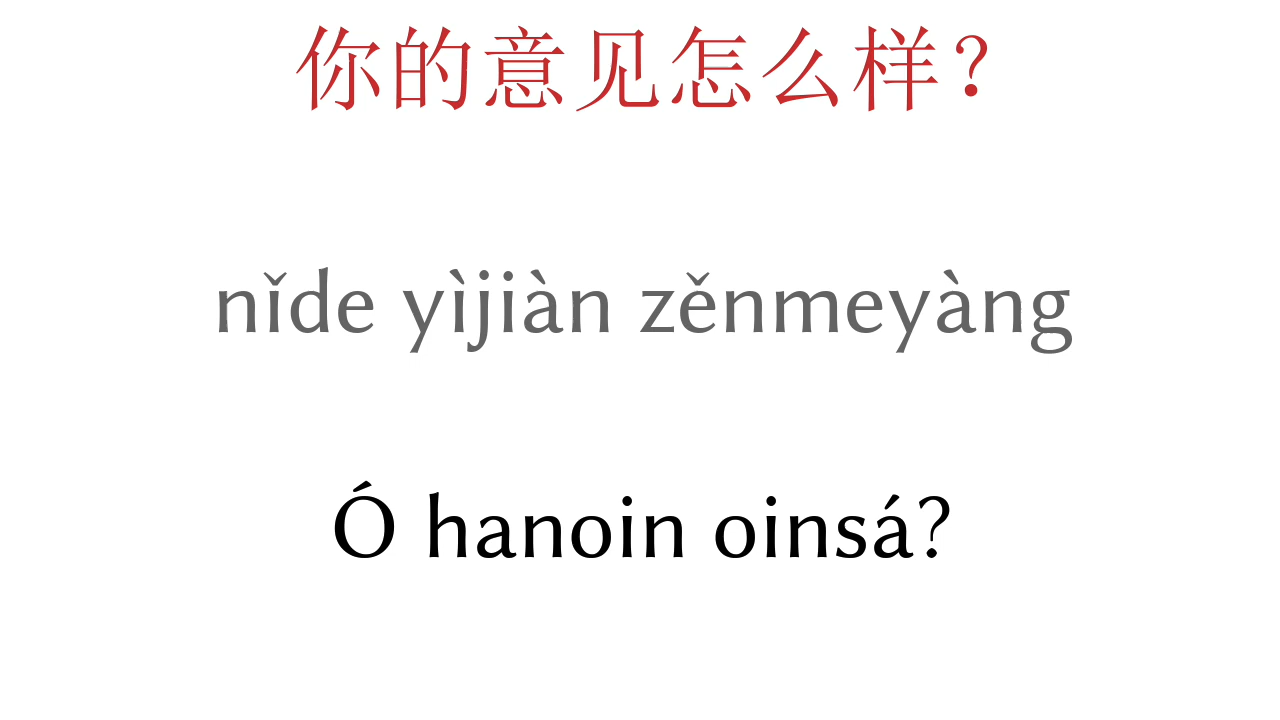 你的意见怎么样？
nǐde yìjiàn zěnmeyàng
Ó hanoin oinsá?